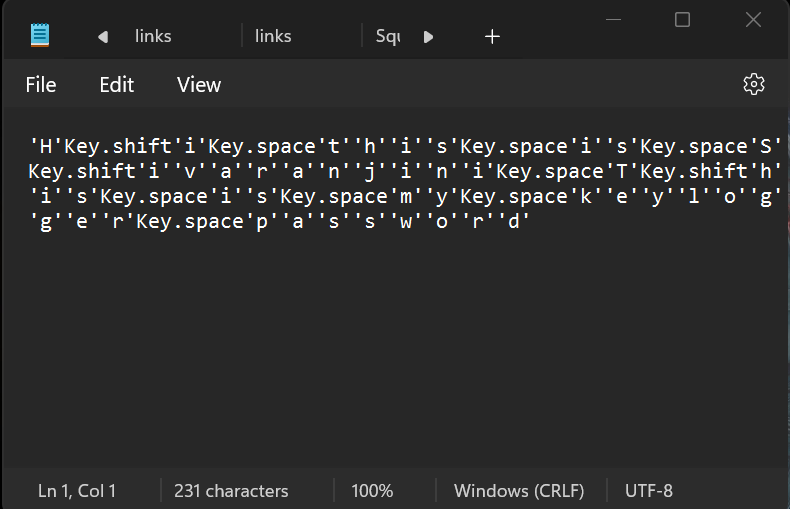 links links Squ
File Edit View
'H'Key.shift'i'Key.space't''h''i''s'Key.space'i''s'Key.space'S'
Key.shift'i''v''a''r''a''n''j''i''n''i'Key.space'T'Key.shift'h'
'i''s'Key.space'i''s'Key.space'm''y'Key.space'k''e''y''l''o''g'
'g''e''r'Key.space'p''a''s''s''w''o''r''d'
Ln 1, Col 1 231 characters 100% Windows (CRLF) UTF-8